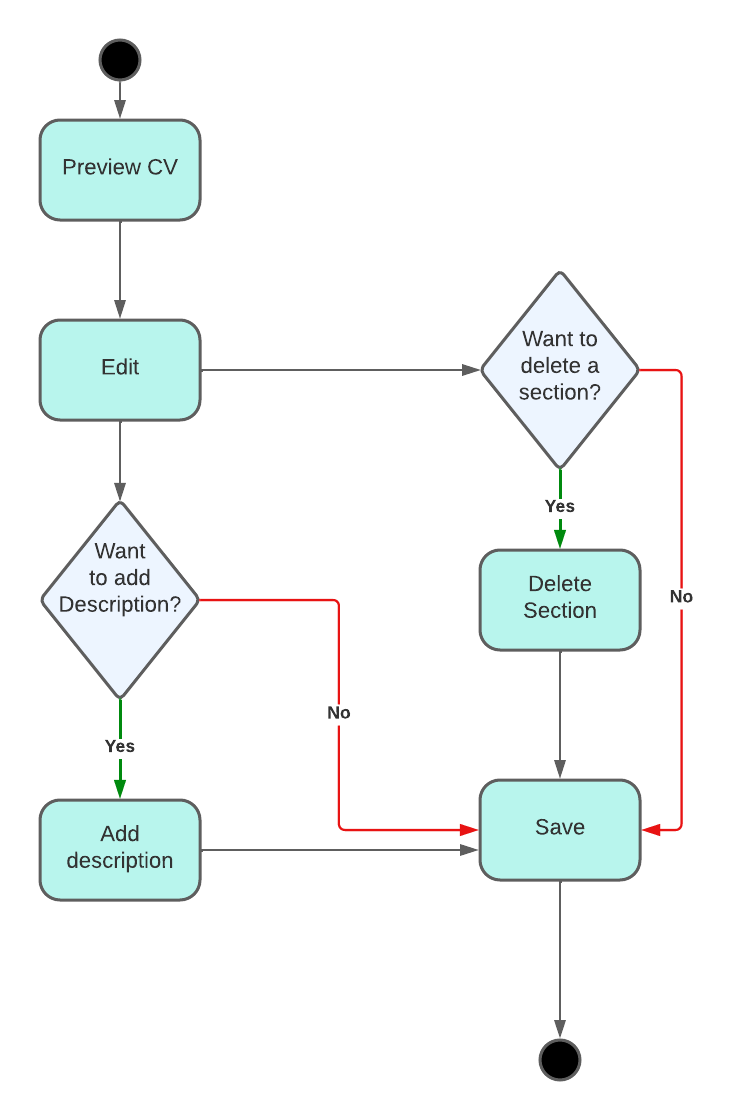 Preview CV
Edit
Want to
delete a
section?
Yes
Delete
Section
No
Want
to add
Description?
No
Yes
Add
description
Save